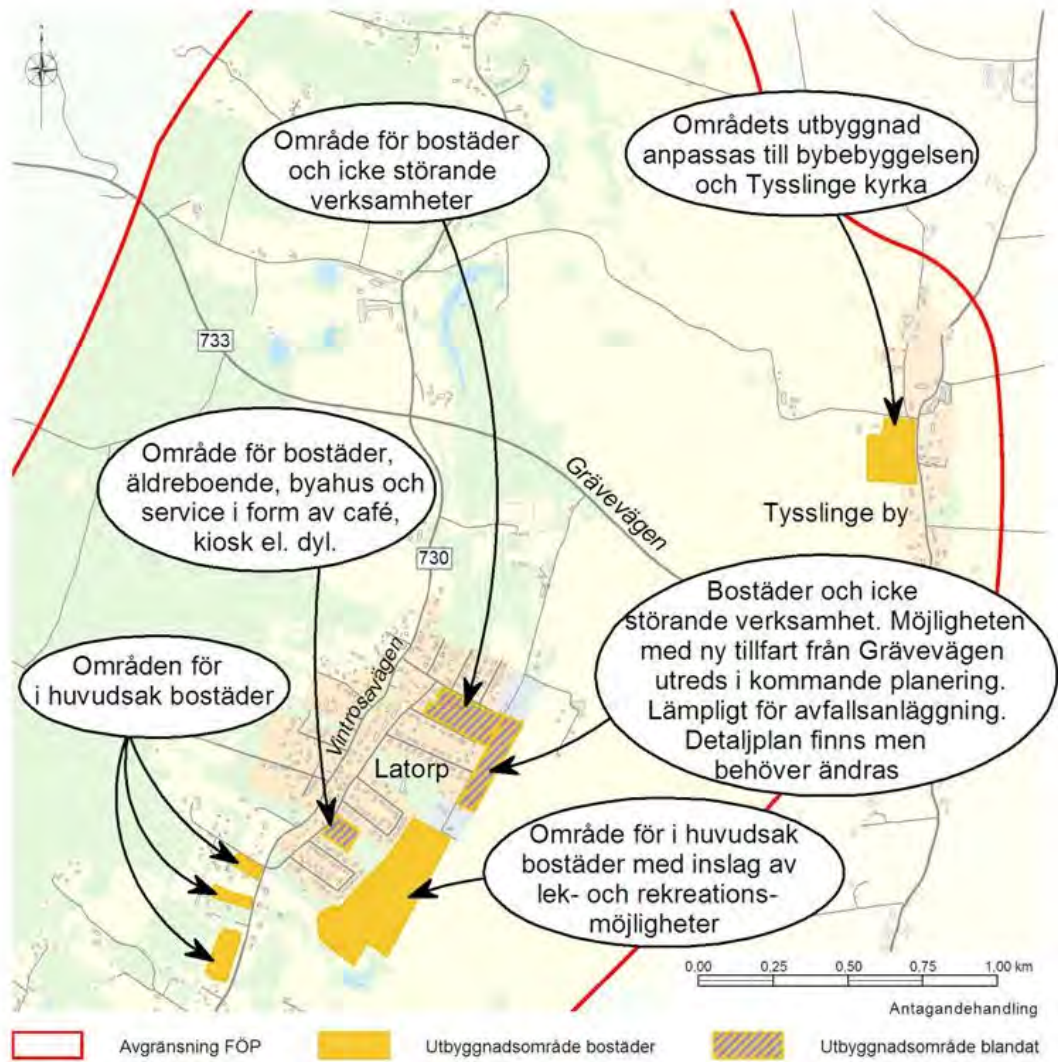 Område för bostäder
och icke störande
verksamheter
Områdets utbyggnad
anpassas till bybebyggelsen
och Tysslinge kyrka
733
Område för bostäder,
äldreboende, byahus och
service i form av café,
kiosk el. dyl.
Grävevägen
Tysslinge by
730
Bostäder och icke
störande verksamhet. Möjligheten
med ny tillfart från Grävevägen
utreds i kommande planering.
Lämpligt för avfallsanläggning.
Detaljplan finns men
behöver ändras
Områden för
i huvudsak bostäder
Vintrosavägen
Latorp
Område för i huvudsak
bostäder med inslag av
lek- och rekreations-
möjligheter
0,00 0,25 0,50 0,75 1,00 km
Antagandehandling
Avgränsning FÖP
Utbyggnadsområde bostäder
Utbyggnadsområde blandat